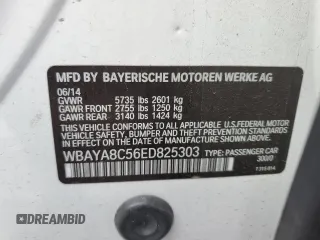 MFD BY BAYERISCHE MOTOREN WERKE AG
06/14
GVWR 5735 lbs 2601 kg
GAWR FRONT 2755 lbs 1250 kg
GAWR REAR 3140 lbs 1424 kg
THIS VEHICLE CONFORMS TO ALL APPLICABLE
FEDERAL MOTOR VEHICLE
SAFETY, BUMPER, AND THEFT PREVENTION
STANDARDS IN EFFECT ON THE DATE
OF MANUFACTURE SHOWN ABOVE.
WBAYA8C56ED825303 TYPE: PASSENGER CAR
300/0
DREAMBID